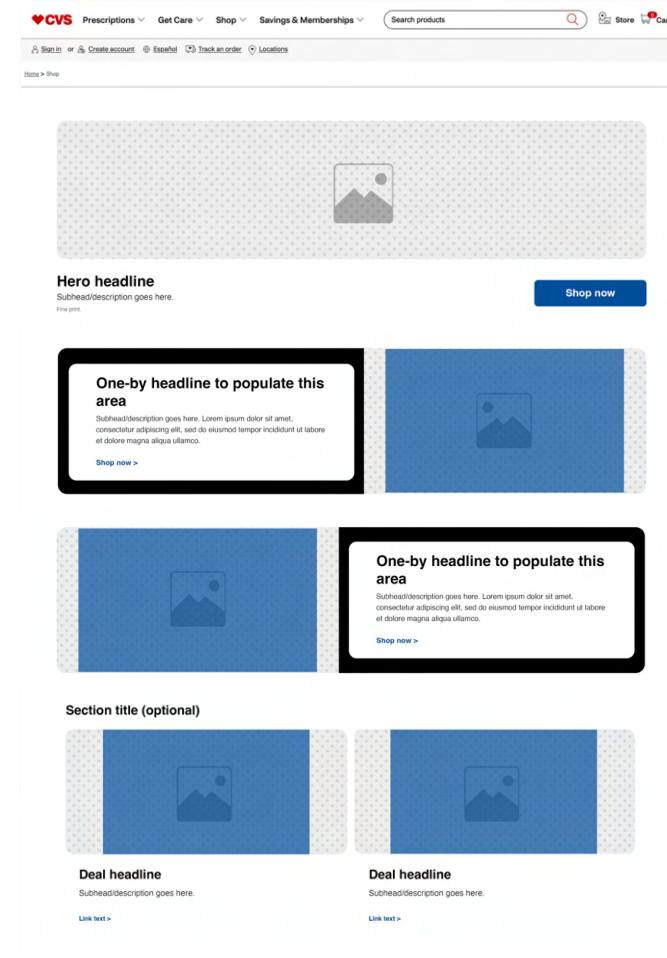 CVS Prescriptions Get Care Shop Savings & Memberships Search products Store
Sign in or Create account Español Track an order Locations
Home > Shop
Hero headline
Subhead/description goes here.
Fine print.
Shop now
One-by headline to populate this
area
Subhead/description goes here. Lorem ipsum dolor sit amet,
consectetur adipiscing elit, sed do eiusmod tempor incididunt ut labore
et dolore magna aliqua ullamco.
Shop now >
One-by headline to populate this
area
Subhead/description goes here. Lorem ipsum dolor sit amet,
consectetur adipiscing elit, sed do eiusmod tempor incididunt ut labore
et dolore magna aliqua ullamco.
Shop now >
Section title (optional)
Deal headline
Subhead/description goes here.
Link text >
Deal headline
Subhead/description goes here.
Link text >